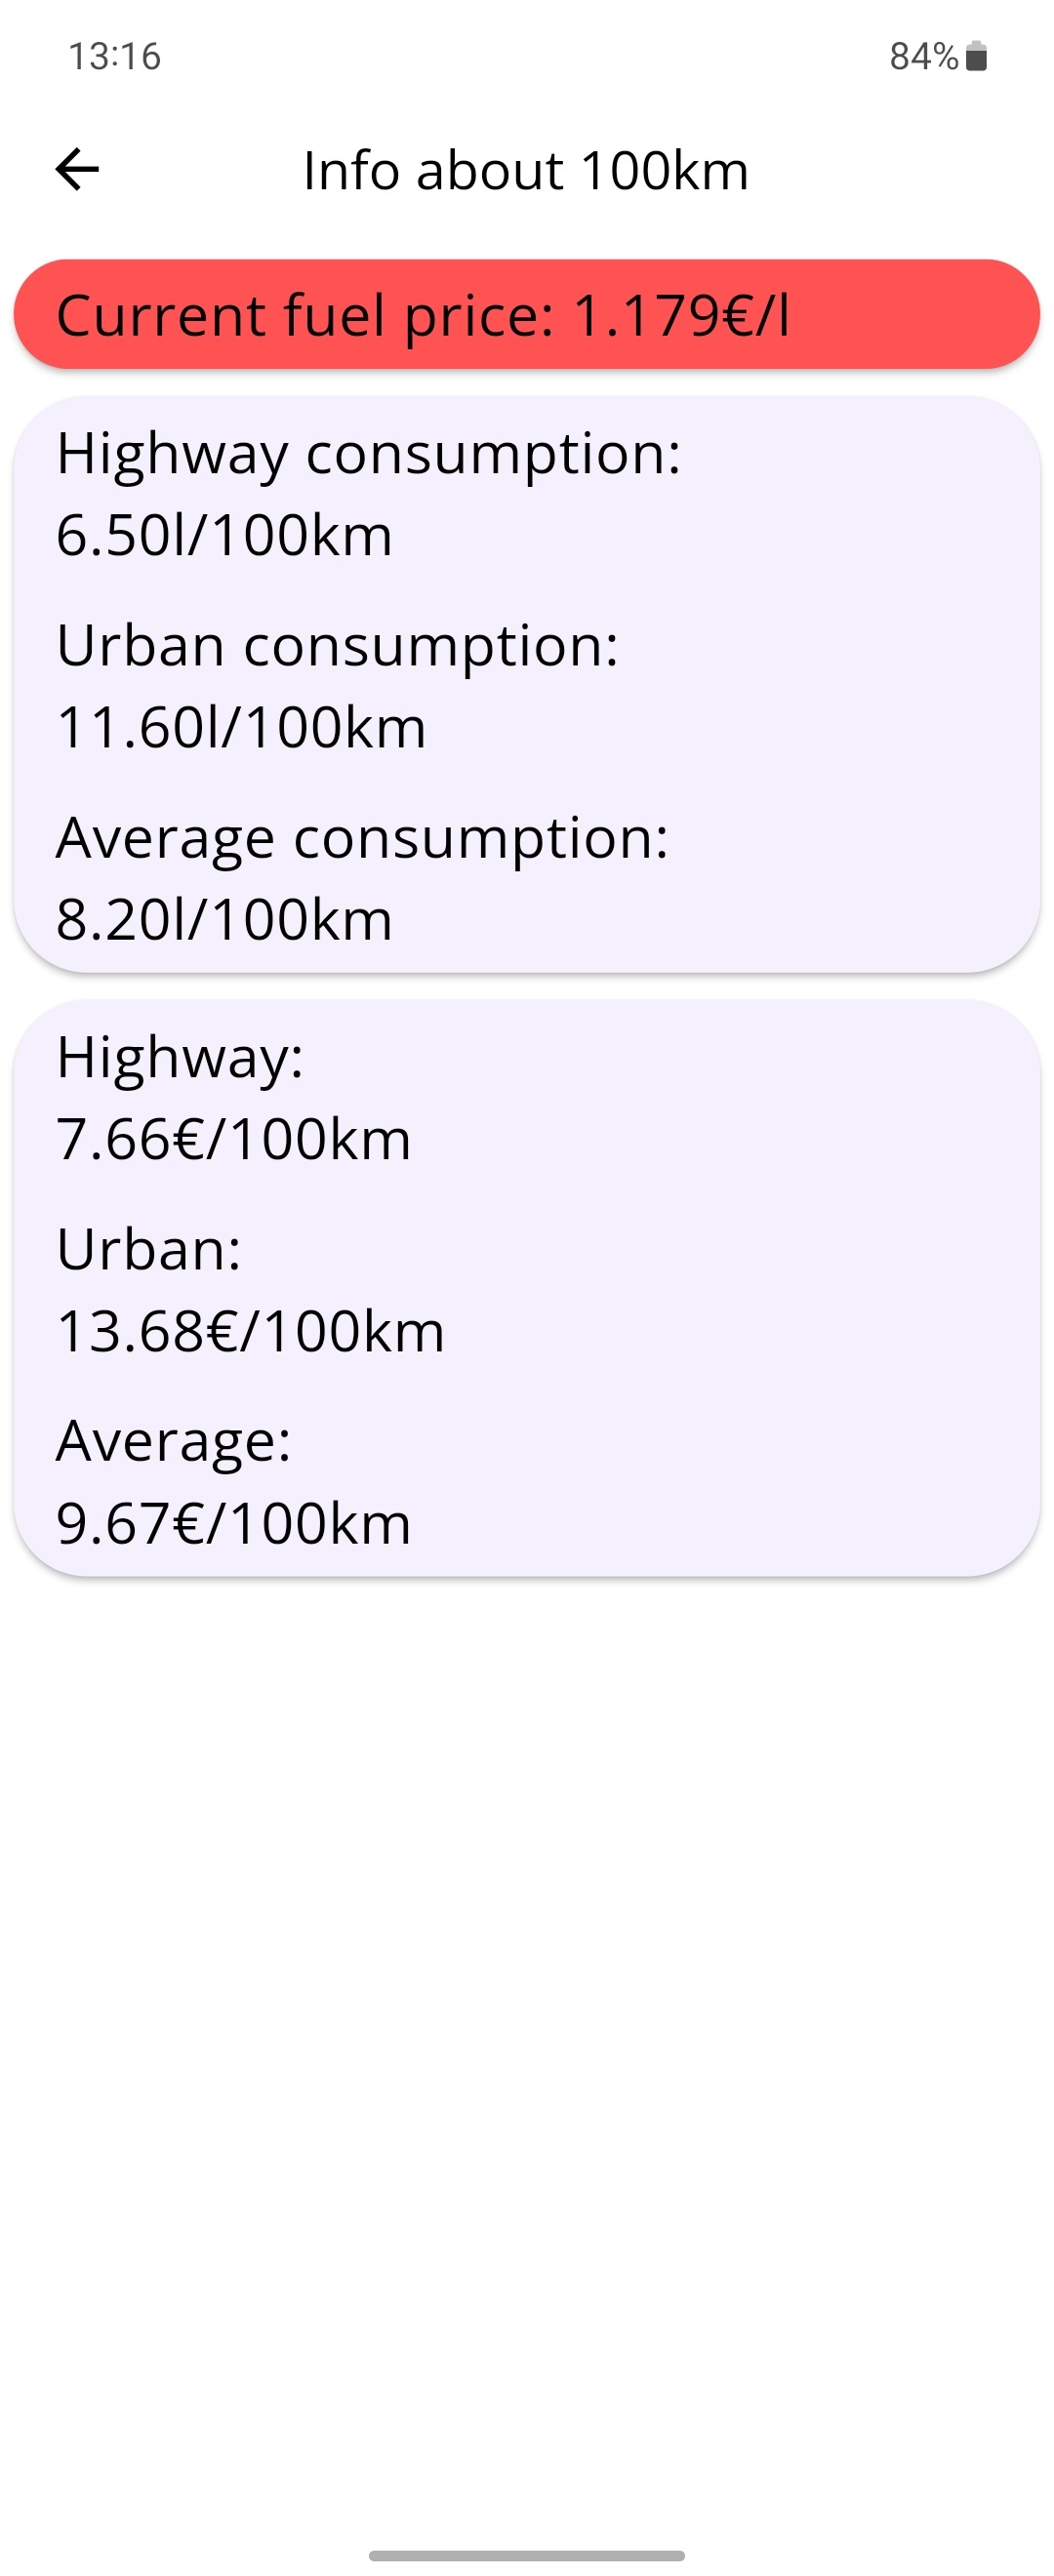 13:16
84%
Info about 100km
Current fuel price: 1.179€/l
Highway consumption:
6.50l/100km
Urban consumption:
11.60l/100km
Average consumption:
8.20l/100km
Highway:
7.66€/100km
Urban:
13.68€/100km
Average:
9.67€/100km